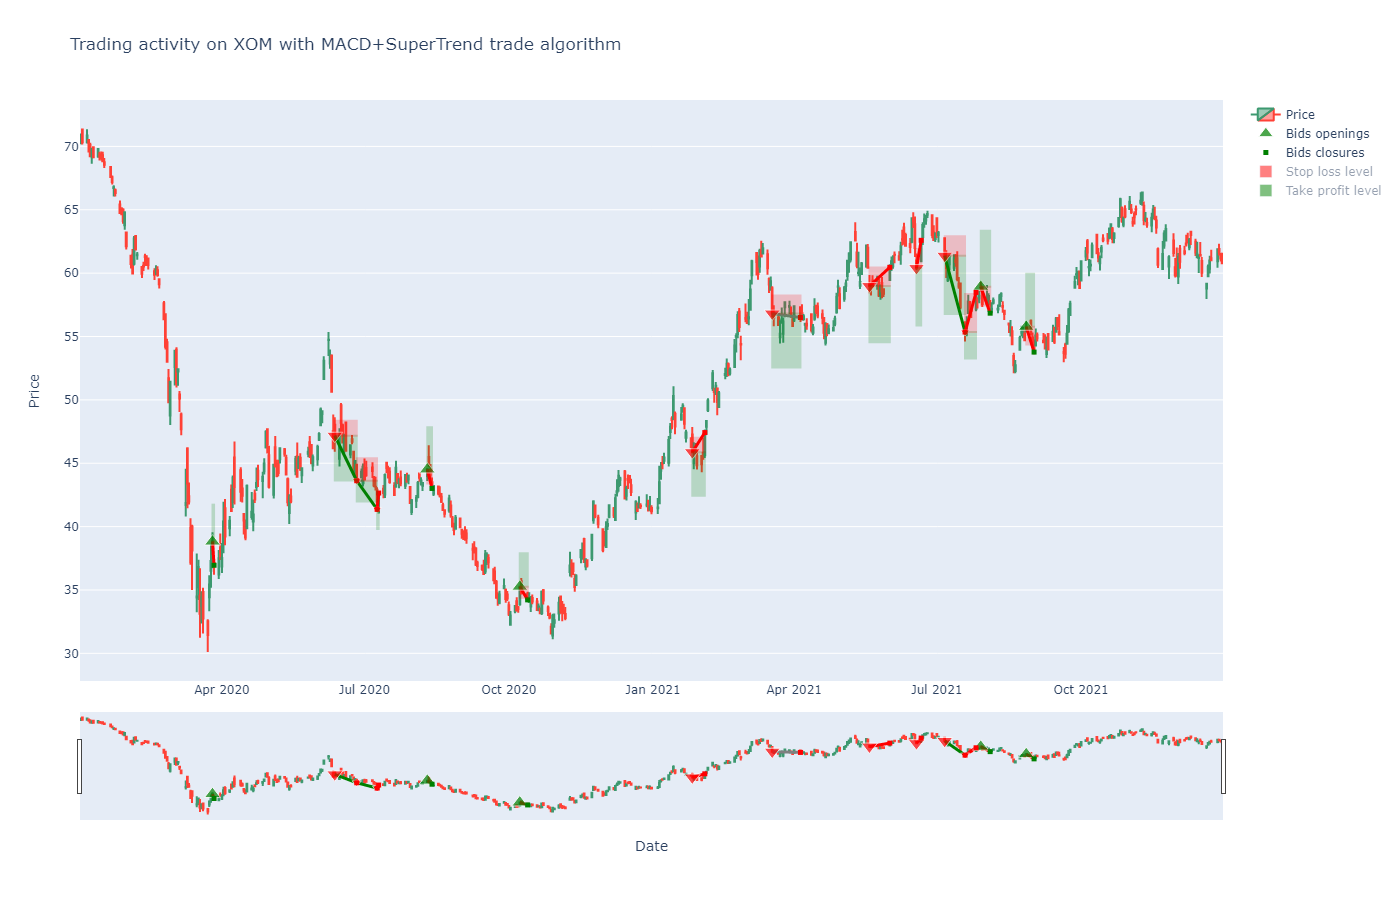 Trading activity on XOM with MACD+SuperTrend trade algorithm
Price
Bids openings
Bids closures
Stop loss level
Take profit level
70
65
60
55
50
45
40
35
30
Price
Apr 2020
Jul 2020
Oct 2020
Jan 2021
Apr 2021
Jul 2021
Oct 2021
Date